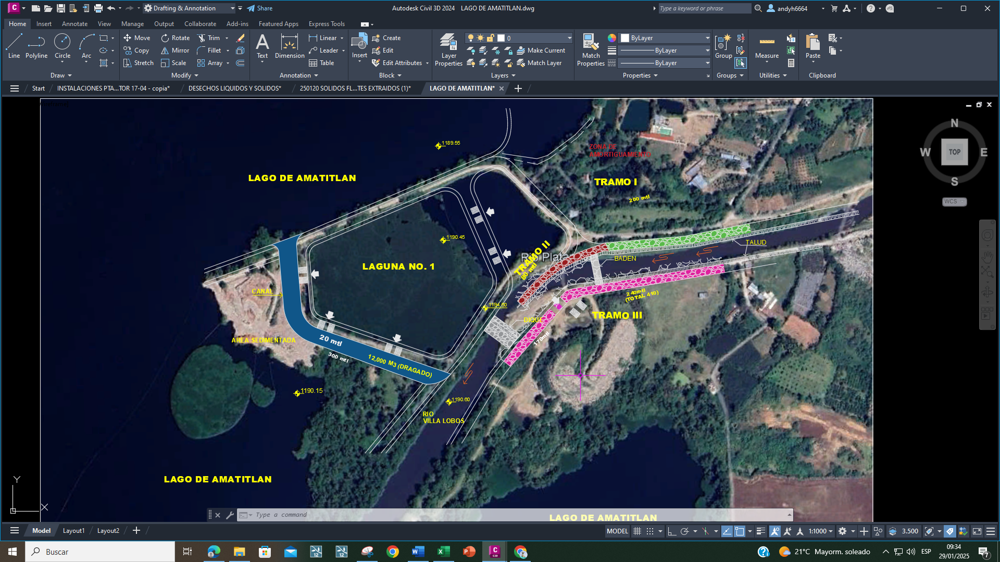 Drafting & Annotation
Share
Autodesk Civil 3D 2024 LAGO DE AMATITLAN.dwg
Type a keyword or phrase
andyh6664
Home Insert Annotate View Manage Output Collaborate Add-ins Featured Apps Express Tools
Line Polyline Circle Arc
Move Rotate Trim
Copy Mirror Fillet
Stretch Scale Array
Text Dimension
Linear
Leader
Table
Insert
Create
Edit
Edit Attributes
Layer Properties
0
Make Current
Match Layer
Match Properties
ByLayer
ByLayer
ByLayer
Group
Measure
Paste
Draw Modify Annotation Block Layers Properties Groups Utilities Clipboard
Start
INSTALACIONES PTA...TOR 17-04 - copia*
DESECHOS LIQUIDOS Y SOLIDOS*
250120 SOLIDOS FL...TES EXTRAIDOS (1)*
LAGO DE AMATITLAN*
N
W TOP E
S
WCS
1189.55
ZONA DE
AMORTIGUAMIENTO
LAGO DE AMATITLAN
TRAMO I
200 mtl
1190.45
TALUD
TRAMO II
80 mtl
Rio Plata
BADEN
LAGUNA NO. 1
CANAL
240mtl
(TOTAL 410)
1194.60
DIQUE
TRAMO III
AREA SEDIMENTADA
20 mtl
170mtl
300 mtl
12,000 M3 (DRAGADO)
1190.15
1190.60
RIO
VILLA LOBOS
LAGO DE AMATITLAN
Y
X
Type a command
LAGO DE AMATITLAN
Model Layout1 Layout2
MODEL
1:1000
3.500
Buscar
12
12
21°C Mayorm. soleado
ESP
09:34
29/01/2025
7